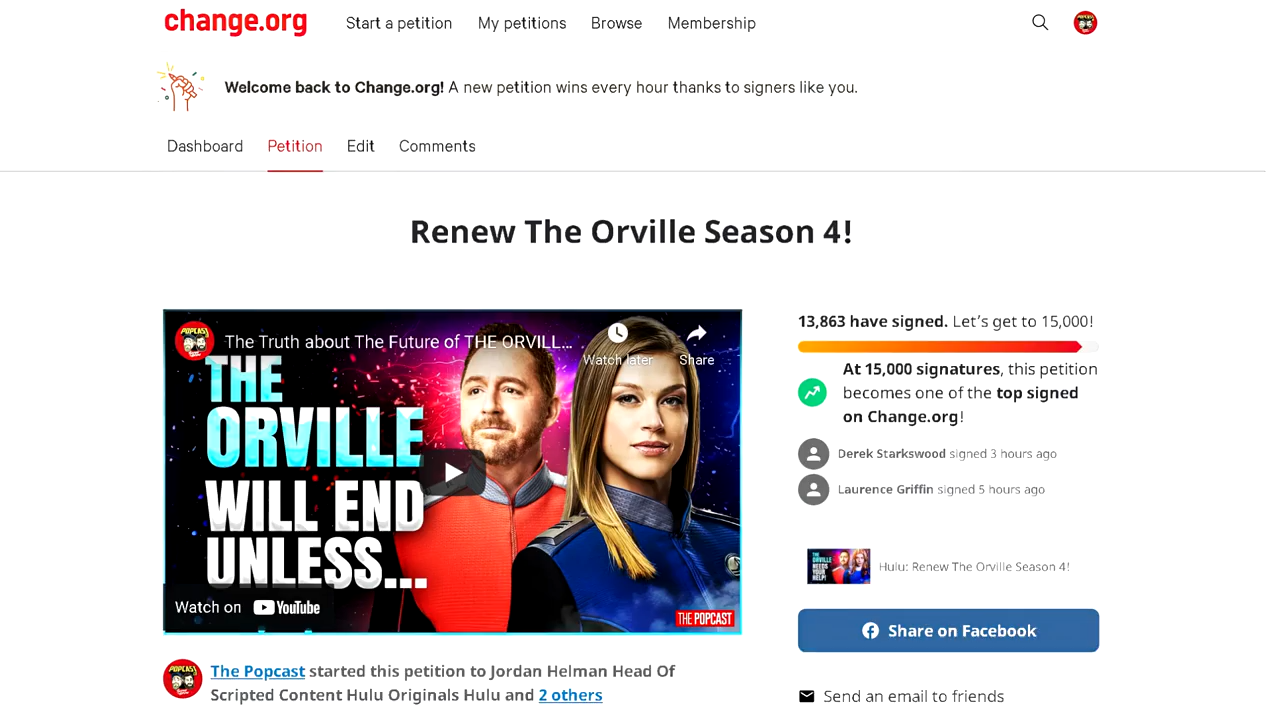 change.org
Start a petition
My petitions
Browse
Membership
Welcome back to Change.org! A new petition wins every hour thanks to signers like you.
Dashboard
Petition
Edit
Comments
Renew The Orville Season 4!
POPCAST
The Truth about The Future of THE ORVILL...
Watch later
Share
THE
ORVILLE
WILL END
UNLESS...
Watch on YouTube
THE POPCAST
The Popcast started this petition to Jordan Helman Head Of
Scripted Content Hulu Originals Hulu and 2 others
13,863 have signed. Let's get to 15,000!
At 15,000 signatures, this petition
becomes one of the top signed
on Change.org!
Derek Starkswood signed 3 hours ago
Laurence Griffin signed 5 hours ago
THE
ORVILLE
NEEDS
YOUR
HELP!
Hulu: Renew The Orville Season 4!
Share on Facebook
Send an email to friends